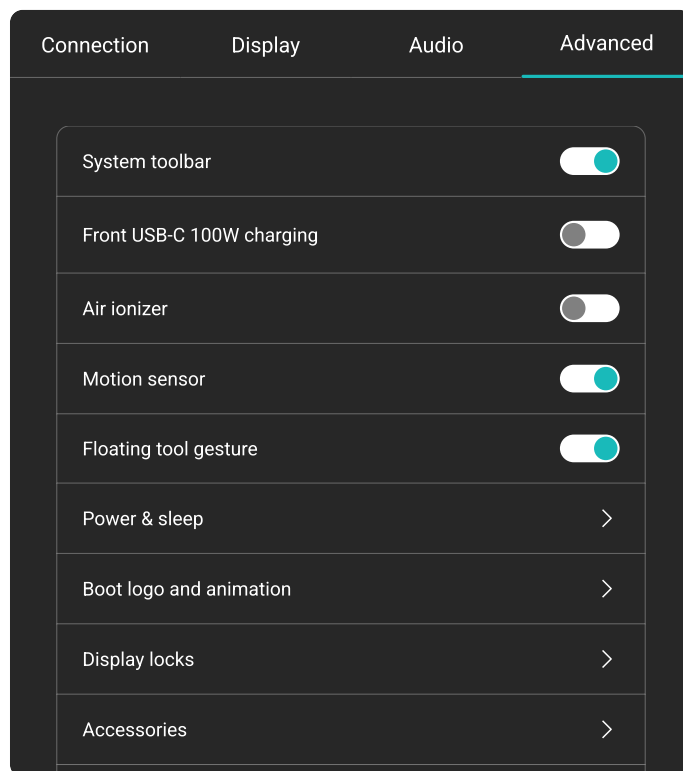 Connection
Display
Audio
Advanced
System toolbar
Front USB-C 100W charging
Air ionizer
Motion sensor
Floating tool gesture
Power & sleep
Boot logo and animation
Display locks
Accessories